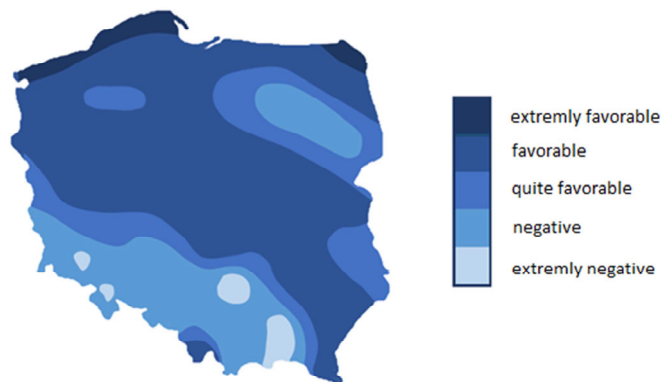 extremly favorable
favorable
quite favorable
negative
extremly negative